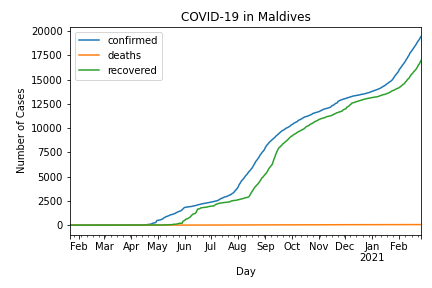 COVID-19 in Maldives
confirmed
deaths
recovered
Number of Cases
20000
17500
15000
12500
10000
7500
5000
2500
0
Feb Mar Apr May Jun Jul Aug Sep Oct Nov Dec Jan Feb
2021
Day